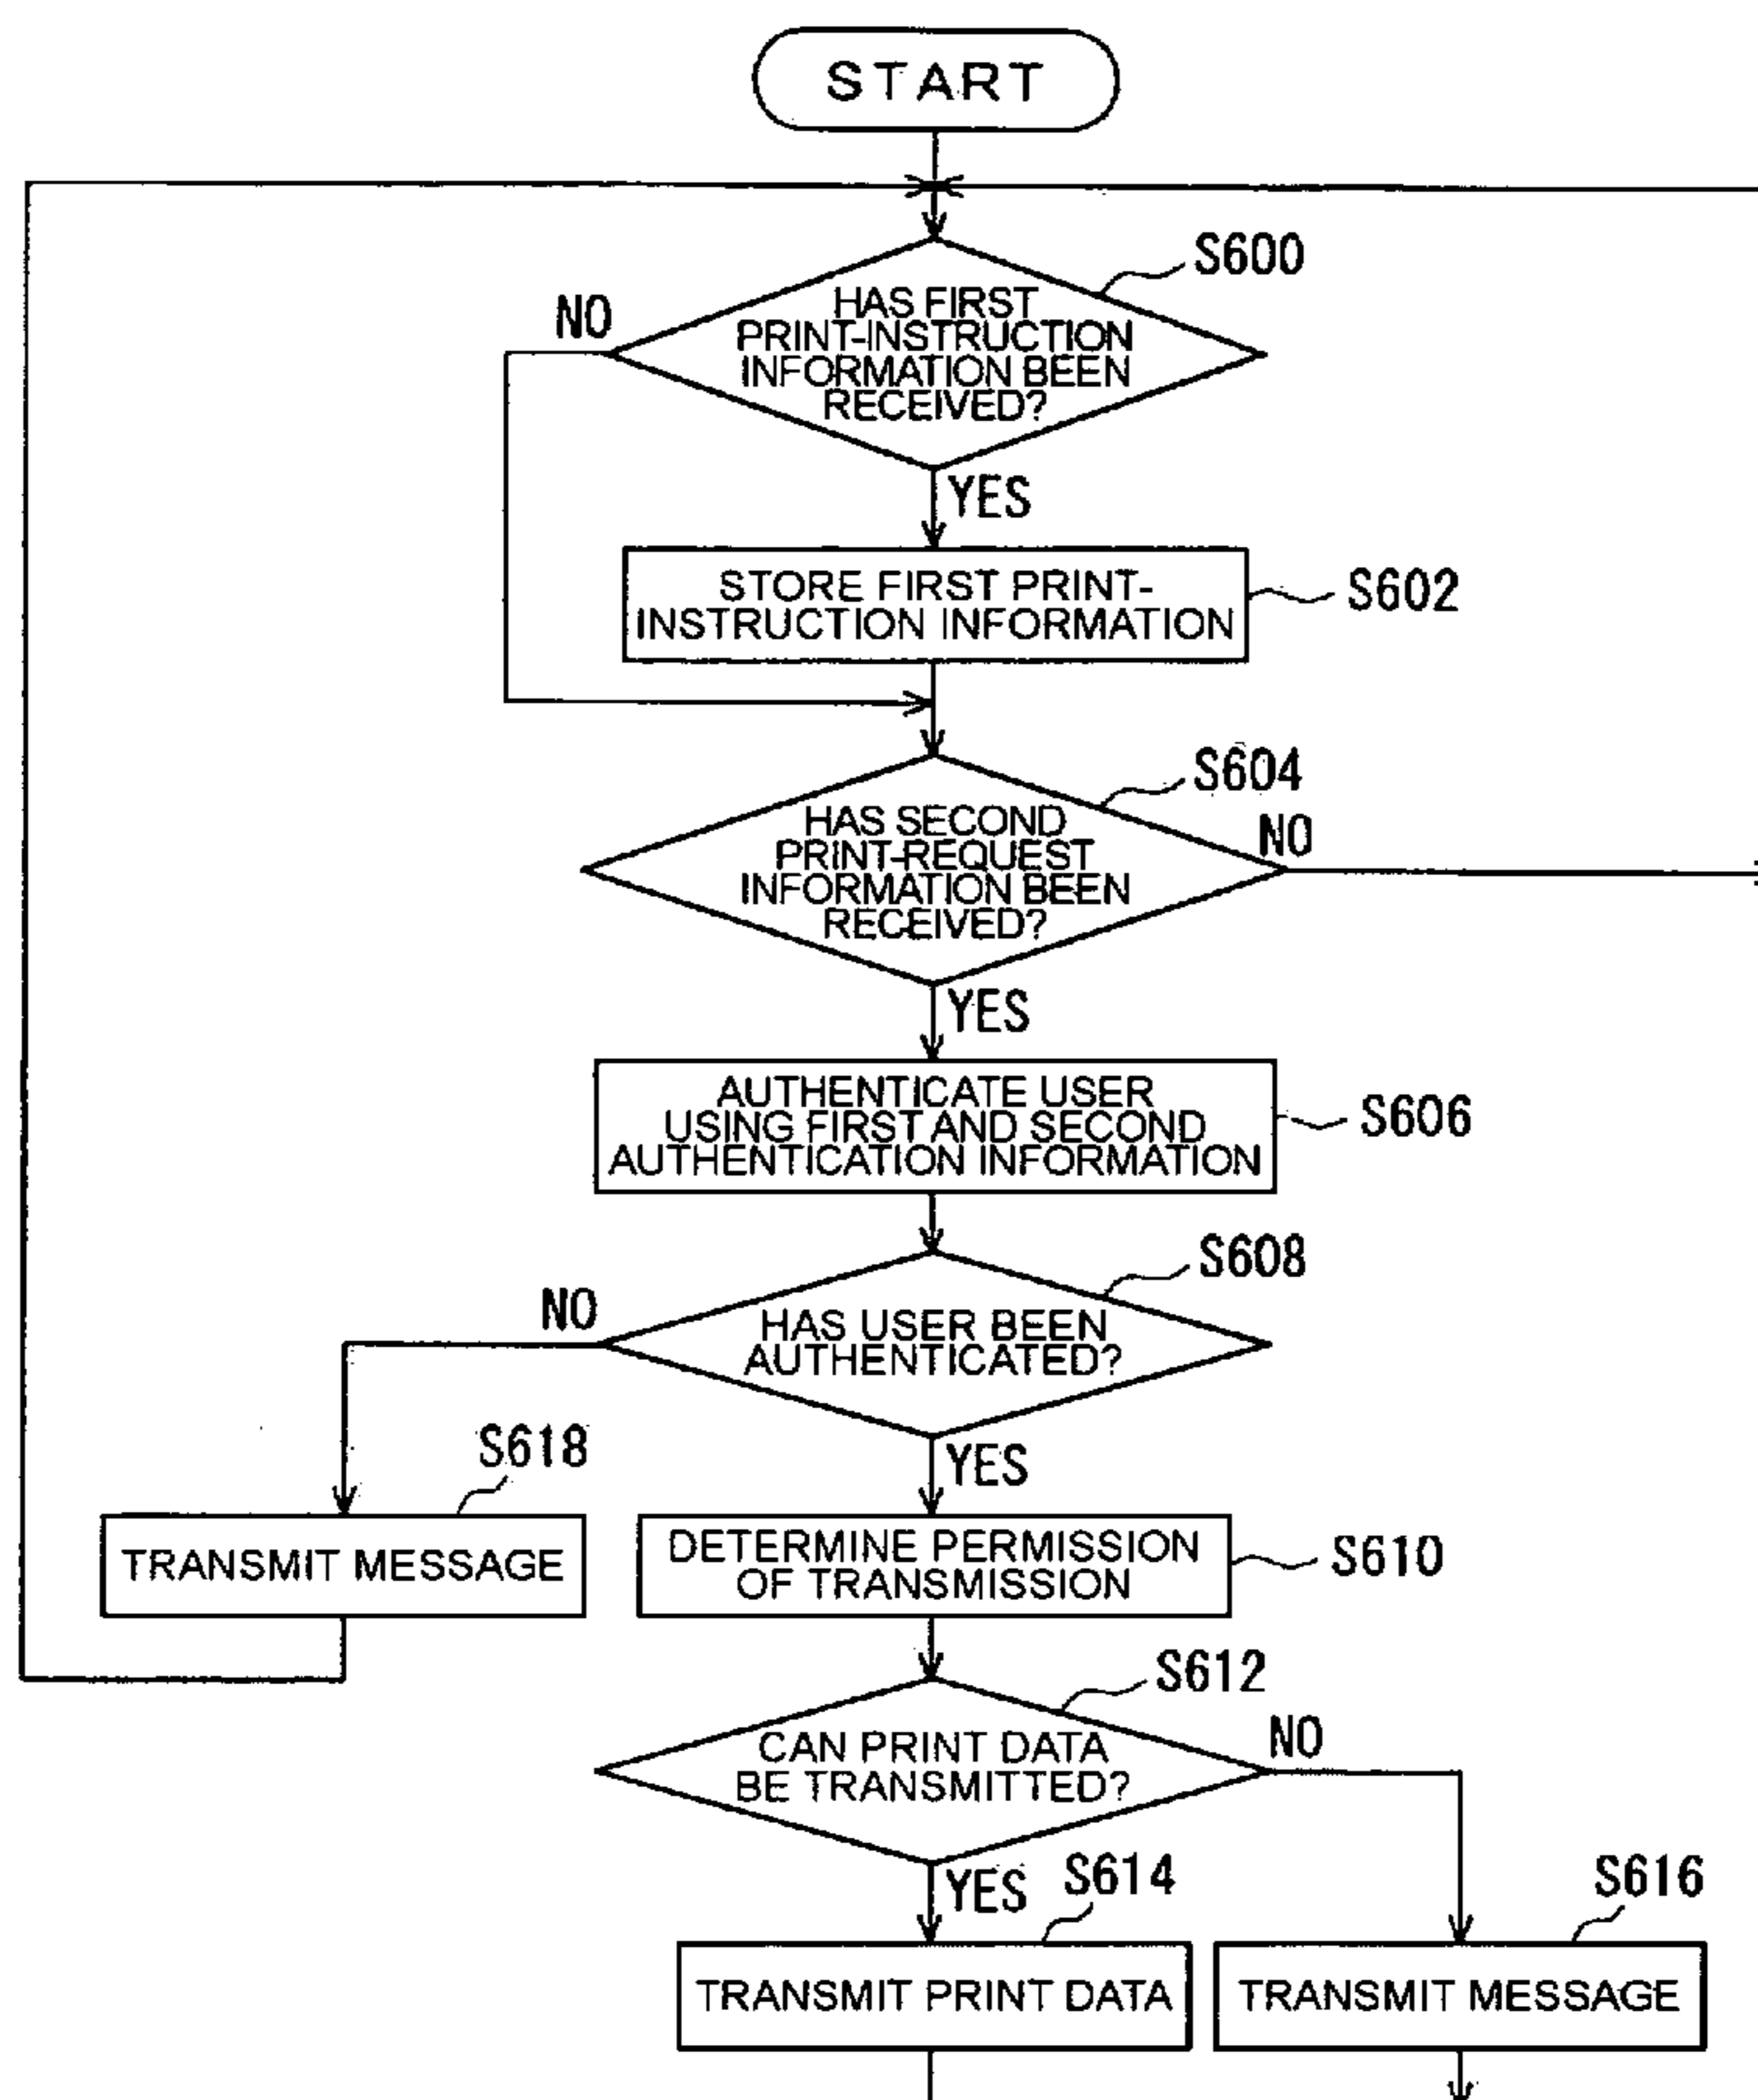 START
S600
NO
HAS FIRST
PRINT-INSTRUCTION
INFORMATION BEEN
RECEIVED?
YES
STORE FIRST PRINT-
INSTRUCTION INFORMATION
S602
S604
HAS SECOND
PRINT-REQUEST
INFORMATION BEEN
RECEIVED?
NO
YES
AUTHENTICATE USER
USING FIRST AND SECOND
AUTHENTICATION INFORMATION
S606
S608
NO
HAS USER BEEN
AUTHENTICATED?
YES
S618
TRANSMIT MESSAGE
DETERMINE PERMISSION
OF TRANSMISSION
S610
S612
CAN PRINT DATA
BE TRANSMITTED?
NO
YES
S614
S616
TRANSMIT PRINT DATA
TRANSMIT MESSAGE